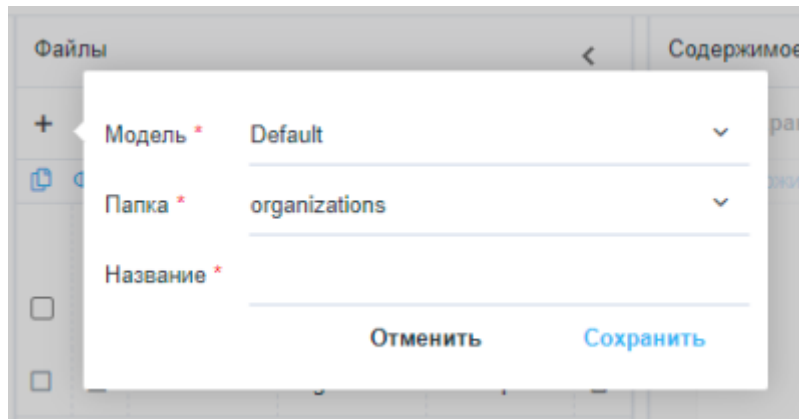 Файлы
Содержимое
Модель * Default
Папка * organizations
Название *
Отменить Сохранить